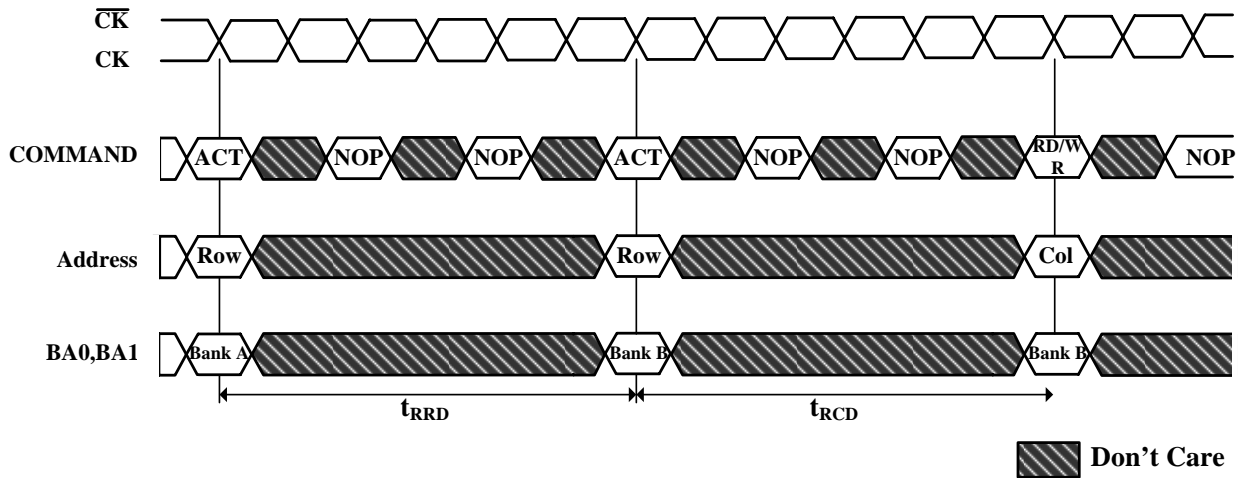 CK
CK
COMMAND ACT NOP NOP ACT NOP NOP RD/W R NOP
Address Row Row Col
BA0,BA1 Bank A Bank B Bank B
tRRD tRCD
Don't Care